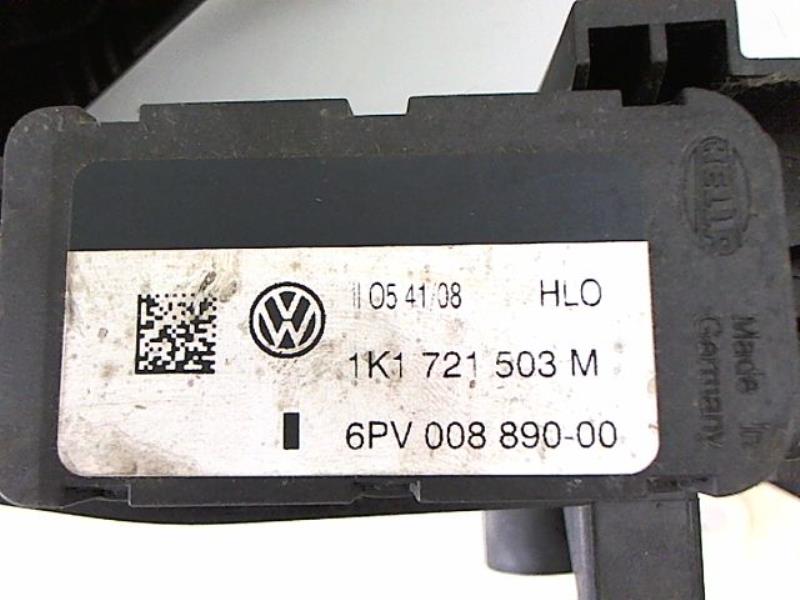 II 05 41/08 HLO
1K1 721 503 M
6PV 008 890-00
HELLA
Made in
Germany